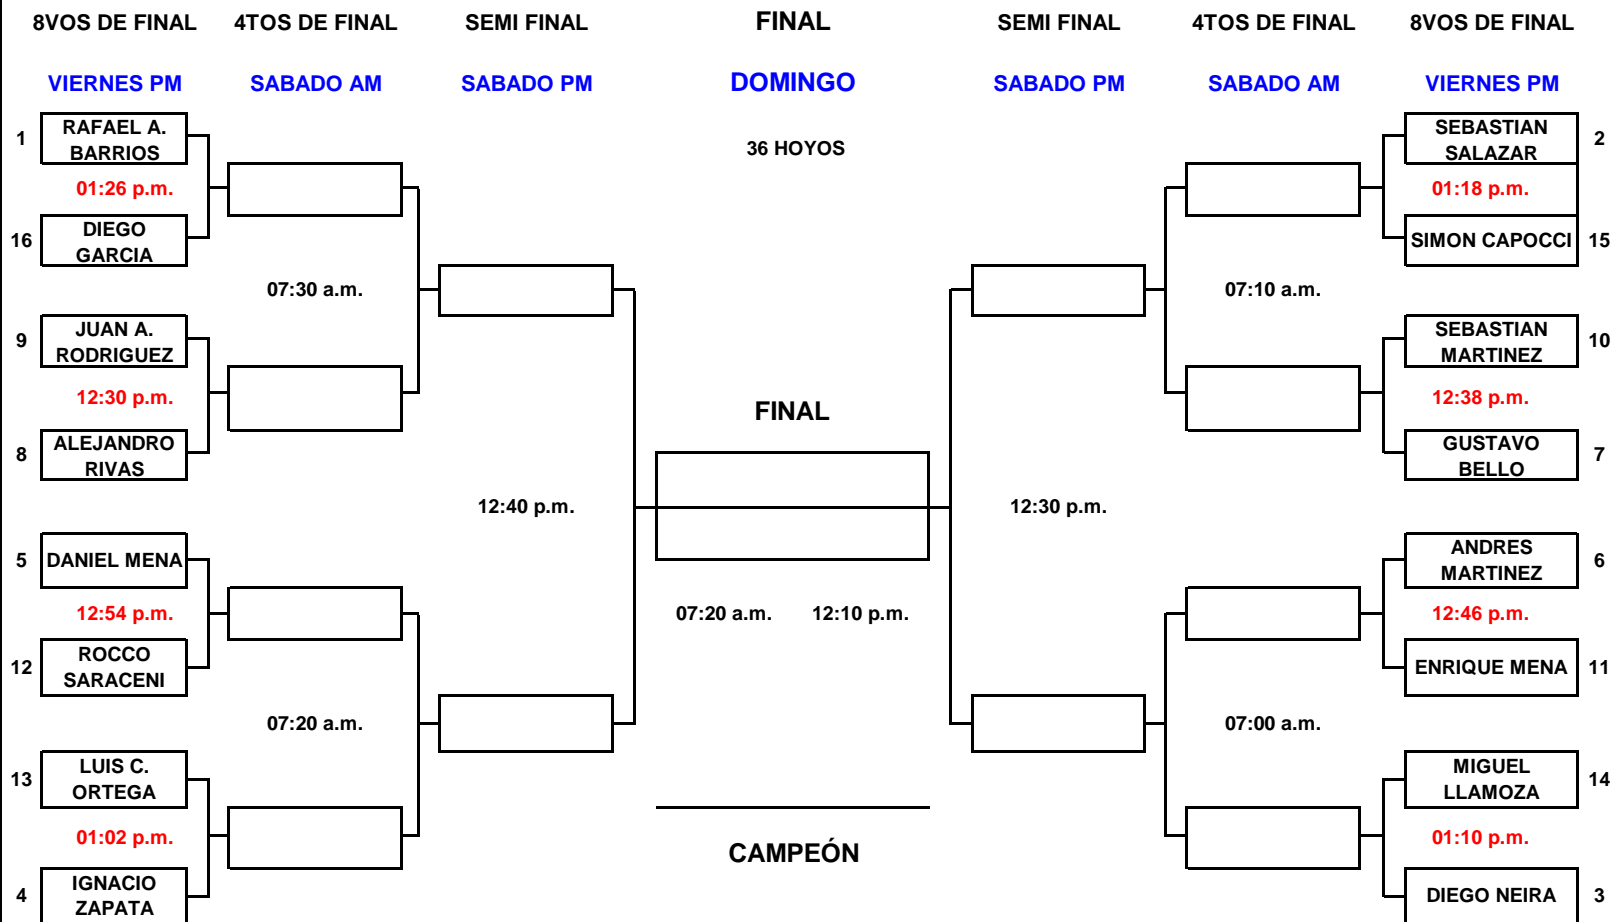 8VOS DE FINAL 4TOS DE FINAL SEMI FINAL FINAL SEMI FINAL 4TOS DE FINAL 8VOS DE FINAL
VIERNES PM SABADO AM SABADO PM DOMINGO SABADO PM SABADO AM VIERNES PM
36 HOYOS
1
RAFAEL A.
BARRIOS
01:26 p.m.
16
DIEGO
GARCIA
07:30 a.m.
9
JUAN A.
RODRIGUEZ
12:30 p.m.
8
ALEJANDRO
RIVAS
12:40 p.m.
5
DANIEL MENA
12:54 p.m.
12
ROCCO
SARACENI
07:20 a.m.
13
LUIS C.
ORTEGA
01:02 p.m.
4
IGNACIO
ZAPATA
FINAL
07:20 a.m. 12:10 p.m.
CAMPEÓN
SEBASTIAN
SALAZAR
2
01:18 p.m.
SIMON CAPOCCI
15
07:10 a.m.
SEBASTIAN
MARTINEZ
10
12:38 p.m.
GUSTAVO
BELLO
7
12:30 p.m.
ANDRES
MARTINEZ
6
12:46 p.m.
ENRIQUE MENA
11
07:00 a.m.
MIGUEL
LLAMOZA
14
01:10 p.m.
DIEGO NEIRA
3